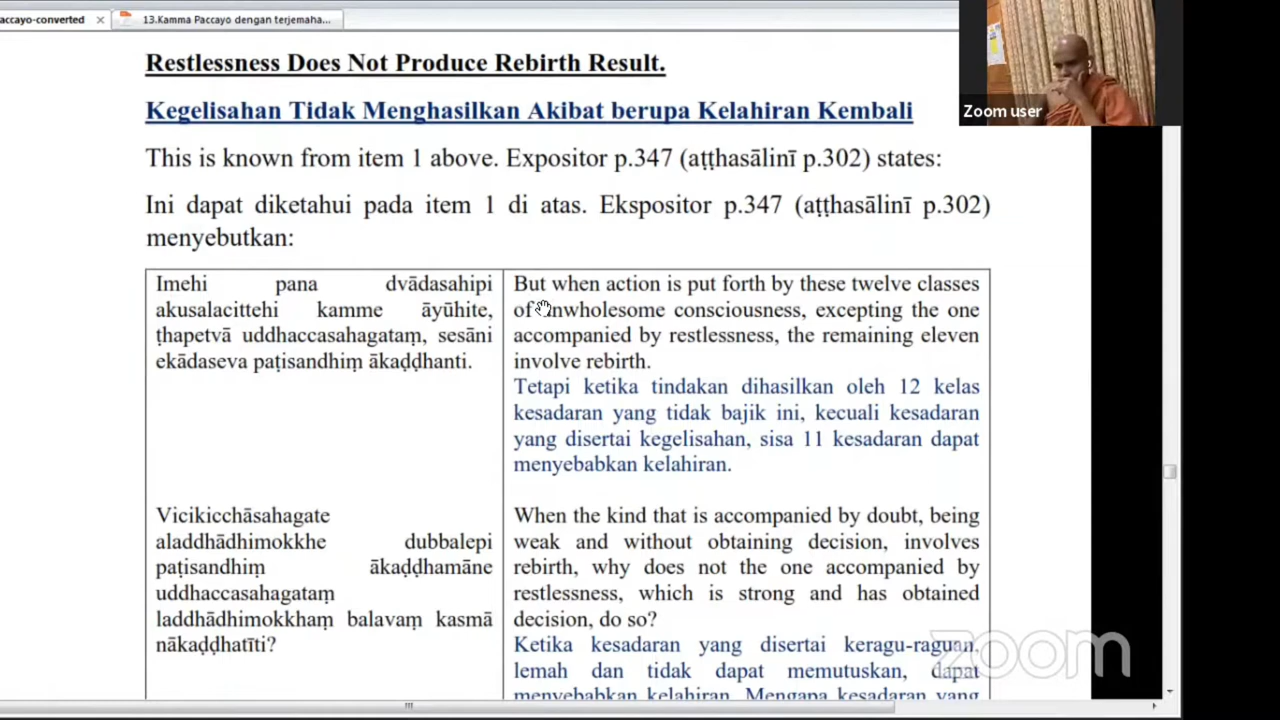 accayo-converted
13.Kamma Paccayo dengan terjemaha...
Zoom user
Restlessness Does Not Produce Rebirth Result.
Kegelisahan Tidak Menghasilkan Akibat berupa Kelahiran Kembali
This is known from item 1 above. Expositor p.347 (aṭṭhasālinī p.302) states:
Ini dapat diketahui pada item 1 di atas. Ekspositor p.347 (aṭṭhasālinī p.302)
menyebutkan:
Imehi pana dvādasahipi
akusalacittehi kamme āyūhite,
ṭhapetvā uddhaccasahagataṃ, sesāni
ekādaseva paṭisandhiṃ ākaḍḍhanti.
But when action is put forth by these twelve classes
of unwholesome consciousness, excepting the one
accompanied by restlessness, the remaining eleven
involve rebirth.
Tetapi ketika tindakan dihasilkan oleh 12 kelas
kesadaran yang tidak bajik ini, kecuali kesadaran
yang disertai kegelisahan, sisa 11 kesadaran dapat
menyebabkan kelahiran.
Vicikicchāsahagate
aladdhādhimokkhe dubbalepi
paṭisandhiṃ ākaḍḍhamāne
uddhaccasahagataṃ
laddhādhimokkhaṃ balavaṃ kasmā
nākaḍḍhatīti?
When the kind that is accompanied by doubt, being
weak and without obtaining decision, involves
rebirth, why does not the one accompanied by
restlessness, which is strong and has obtained
decision, do so?
Ketika kesadaran yang disertai keragu-raguan,
lemah dan tidak dapat memutuskan, dapat
menyebabkan kelahiran. Mengapa kesadaran yang
zoom